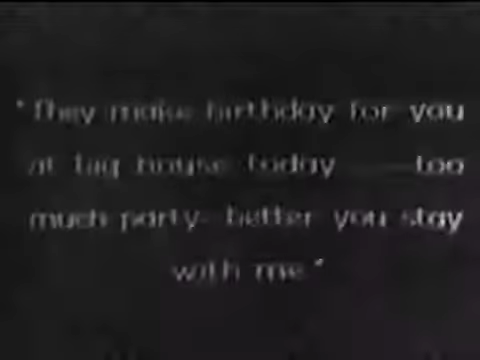 "They make birthday for you
at big house today —— too
much party- better you stay
with me."